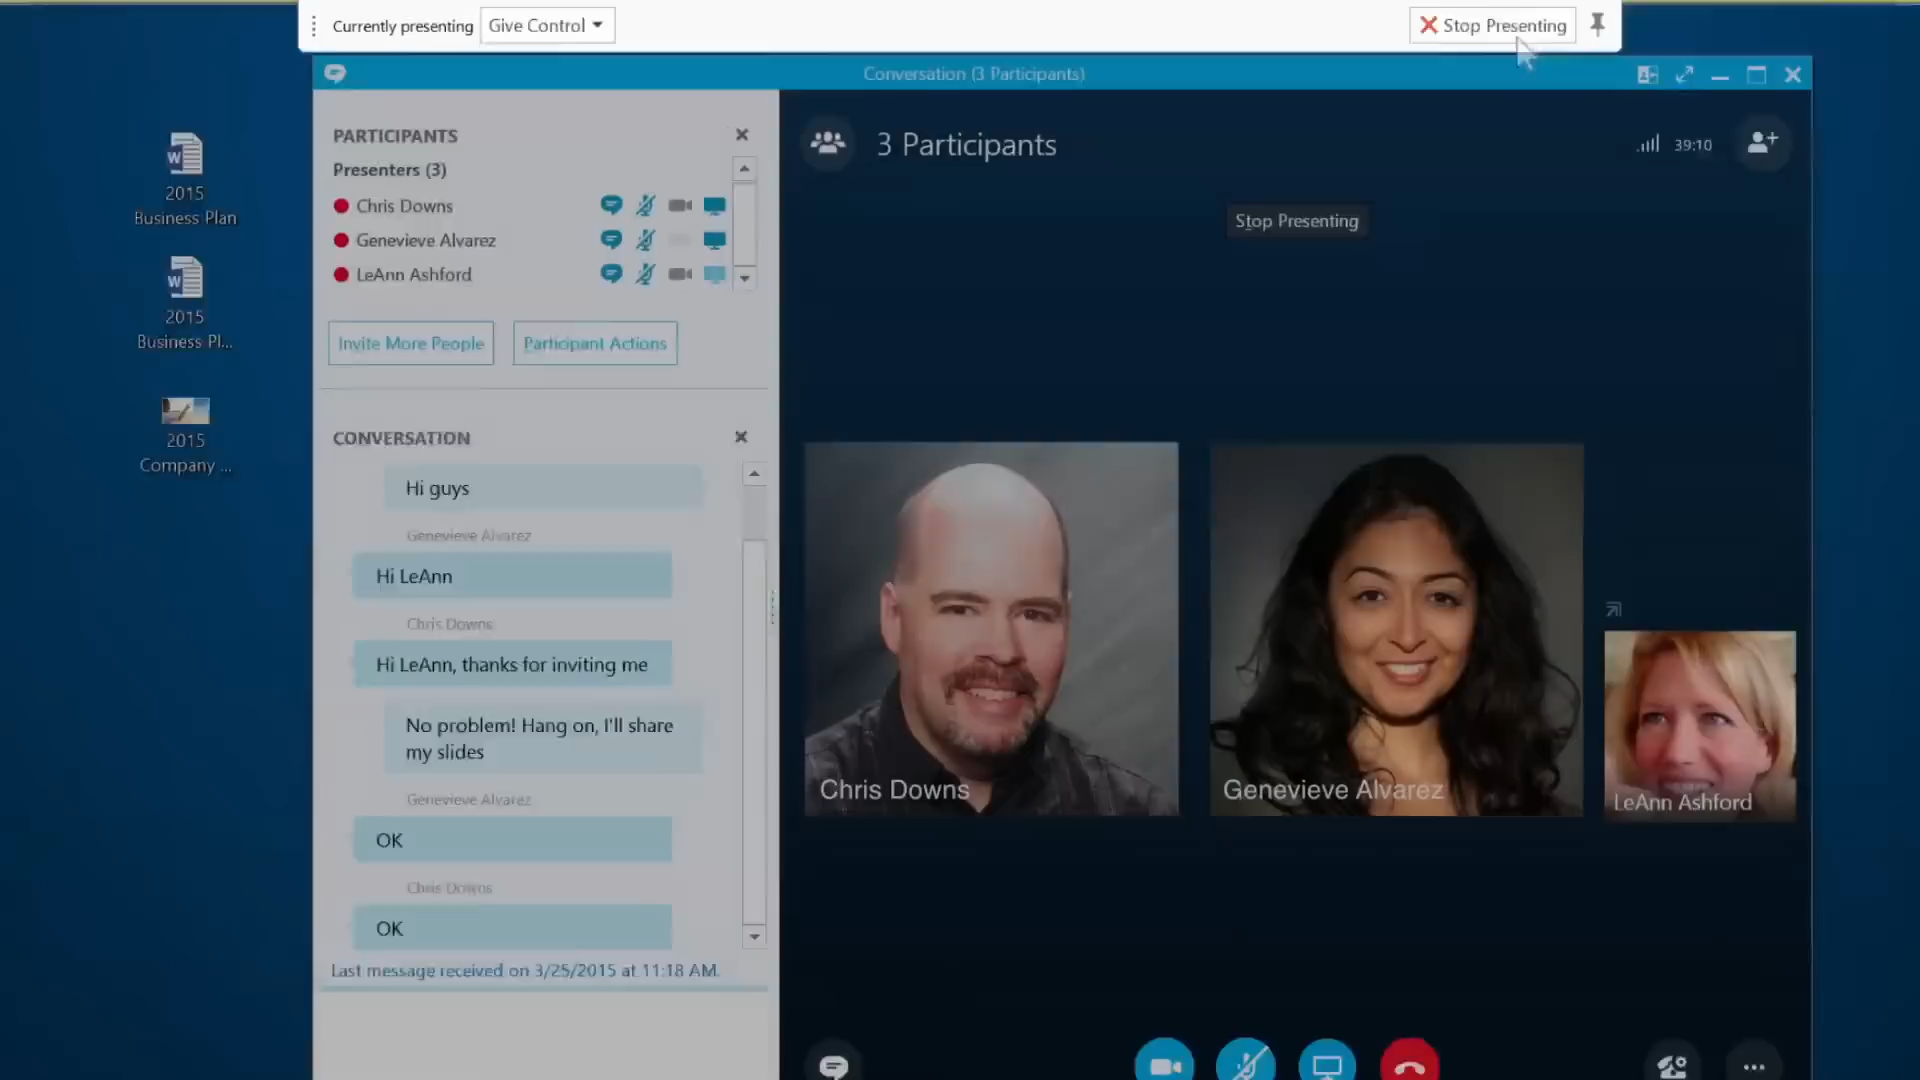 Currently presenting
Give Control
Stop Presenting
Conversation (3 Participants)
2015
Business Plan
2015
Business Pl...
2015
Company ...
PARTICIPANTS
Presenters (3)
Chris Downs
Genevieve Alvarez
LeAnn Ashford
Invite More People
Participant Actions
CONVERSATION
Hi guys
Genevieve Alvarez
Hi LeAnn
Chris Downs
Hi LeAnn, thanks for inviting me
No problem! Hang on, I'll share
my slides
Genevieve Alvarez
OK
Chris Downs
OK
Last message received on 3/25/2015 at 11:18 AM.
3 Participants
39:10
Stop Presenting
Chris Downs
Genevieve Alvarez
LeAnn Ashford